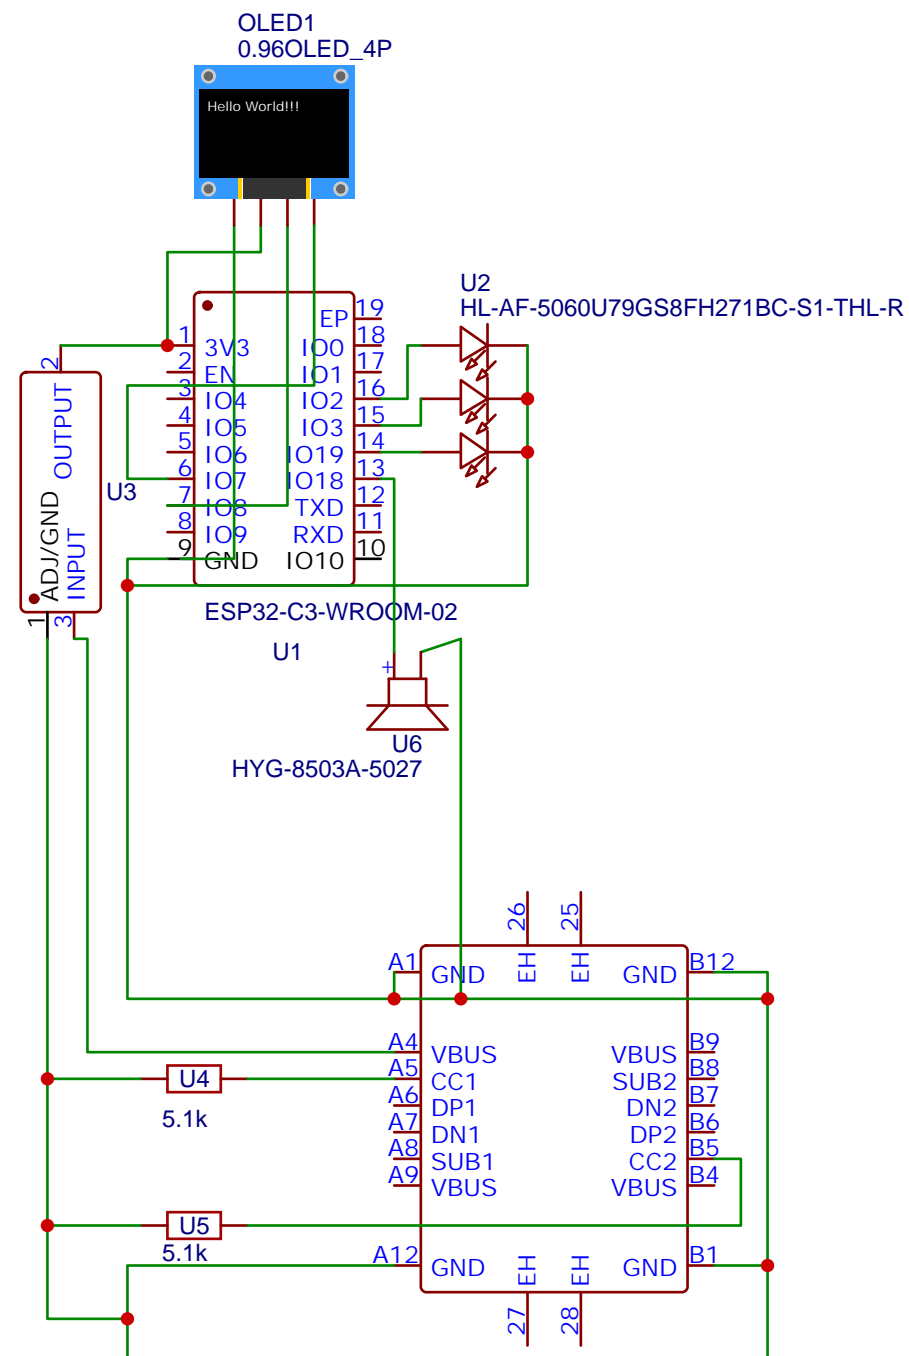 OLED1
0.96OLED_4P
Hello World!!!
U2
HL-AF-5060U79GS8FH271BC-S1-THL-R
EP 19
1 3V3
IO0 18
2 EN
IO1 17
3 IO4
IO2 16
4 IO5
IO3 15
5 IO6
IO19 14
6 IO7
IO18 13
7 IO8
TXD 12
8 IO9
RXD 11
9 GND
IO10 10
2
OUTPUT
ADJ/GND
INPUT
U3
1
3
ESP32-C3-WROOM-02
U1
+
U6
HYG-8503A-5027
26
25
EH
EH
A1 GND
GND B12
A4 VBUS
VBUS B9
A5 CC1
SUB2 B8
A6 DP1
DN2 B7
A7 DN1
DP2 B6
A8 SUB1
CC2 B5
A9 VBUS
VBUS B4
A12 GND
GND B1
EH
EH
27
28
U4
5.1k
U5
5.1k